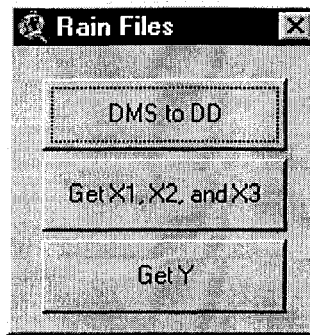 Rain Files
DMS to DD
Get X1, X2, and X3
Get Y